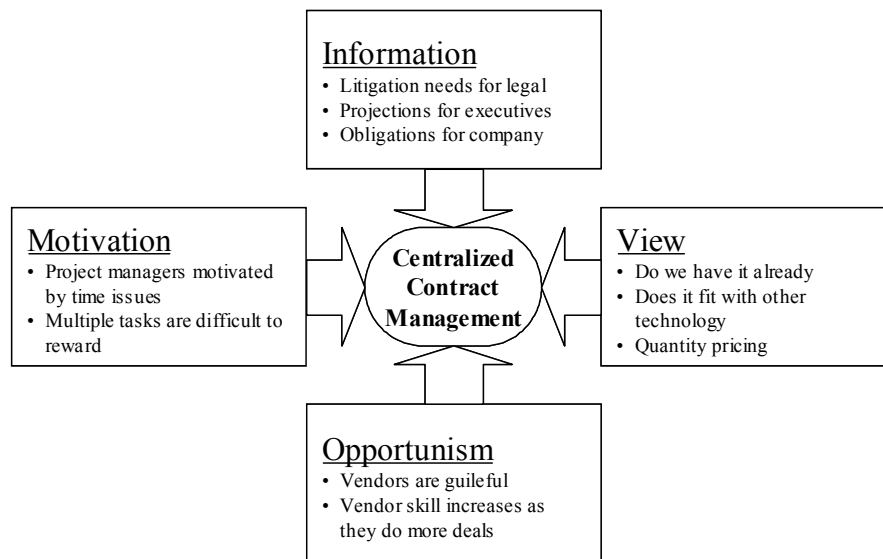 Information
• Litigation needs for legal
• Projections for executives
• Obligations for company
Motivation
• Project managers motivated
by time issues
• Multiple tasks are difficult to
reward
Centralized
Contract
Management
View
• Do we have it already
• Does it fit with other
technology
• Quantity pricing
Opportunism
• Vendors are guileful
• Vendor skill increases as
they do more deals